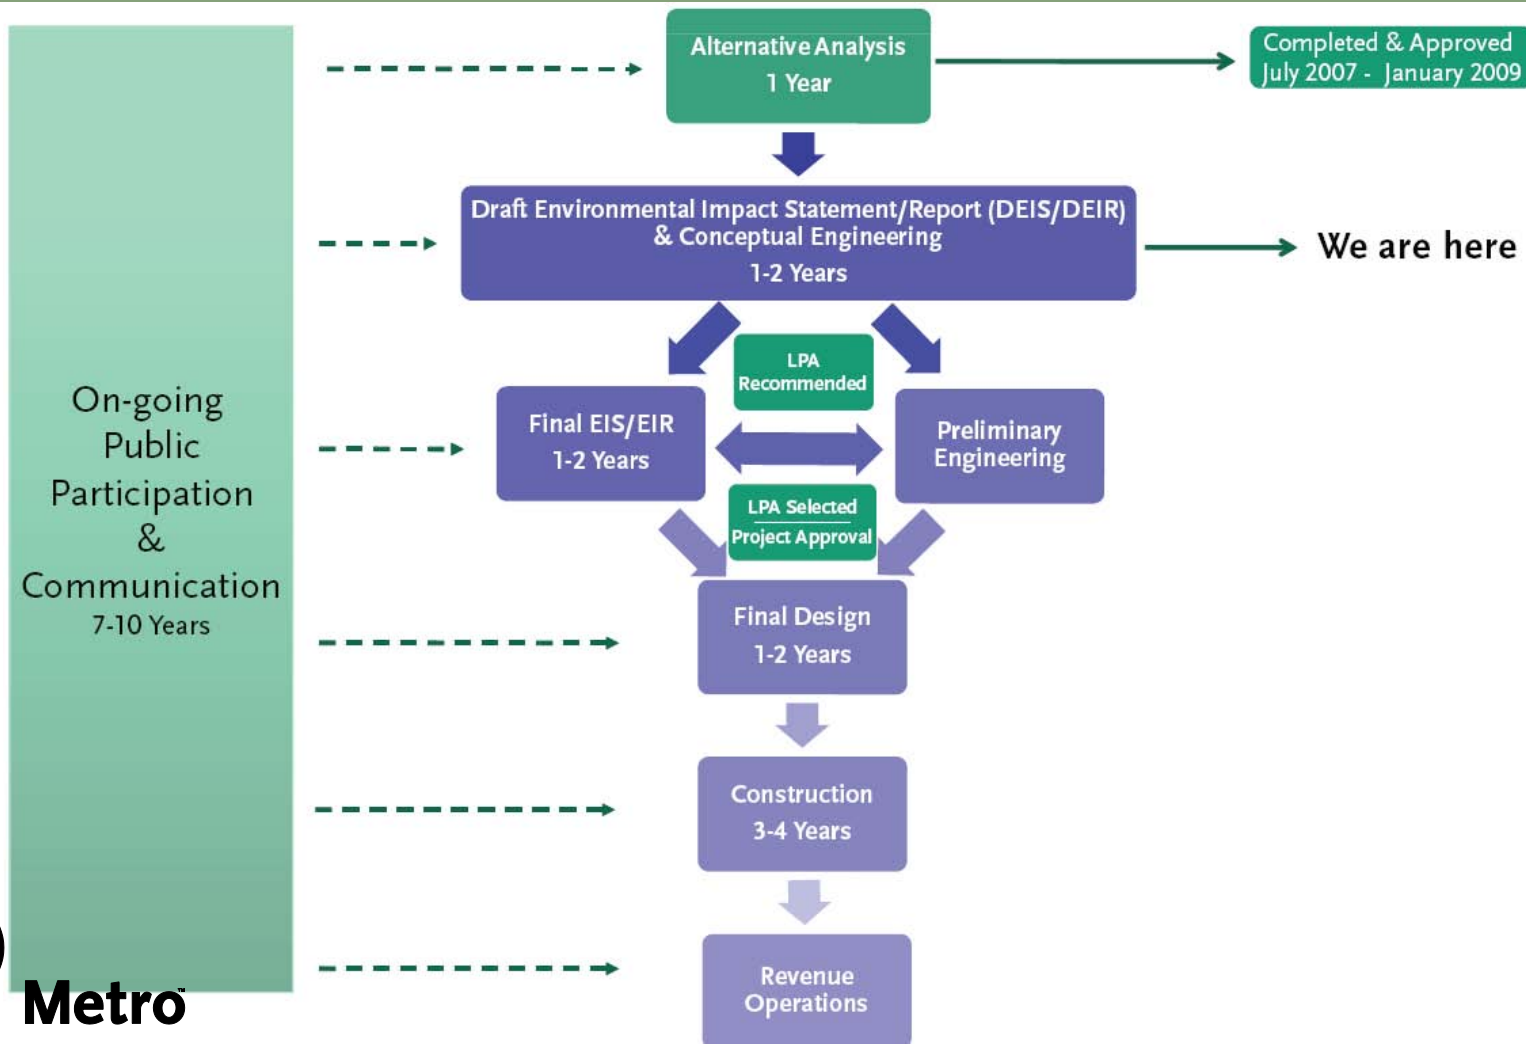 Alternative Analysis
1 Year
Completed & Approved
July 2007 - January 2009
Draft Environmental Impact Statement/Report (DEIS/DEIR)
& Conceptual Engineering
1-2 Years
We are here
LPA
Recommended
Final EIS/EIR
1-2 Years
Preliminary
Engineering
LPA Selected
Project Approval
On-going
Public
Participation
&
Communication
7-10 Years
Final Design
1-2 Years
Construction
3-4 Years
Revenue
Operations
Metro™